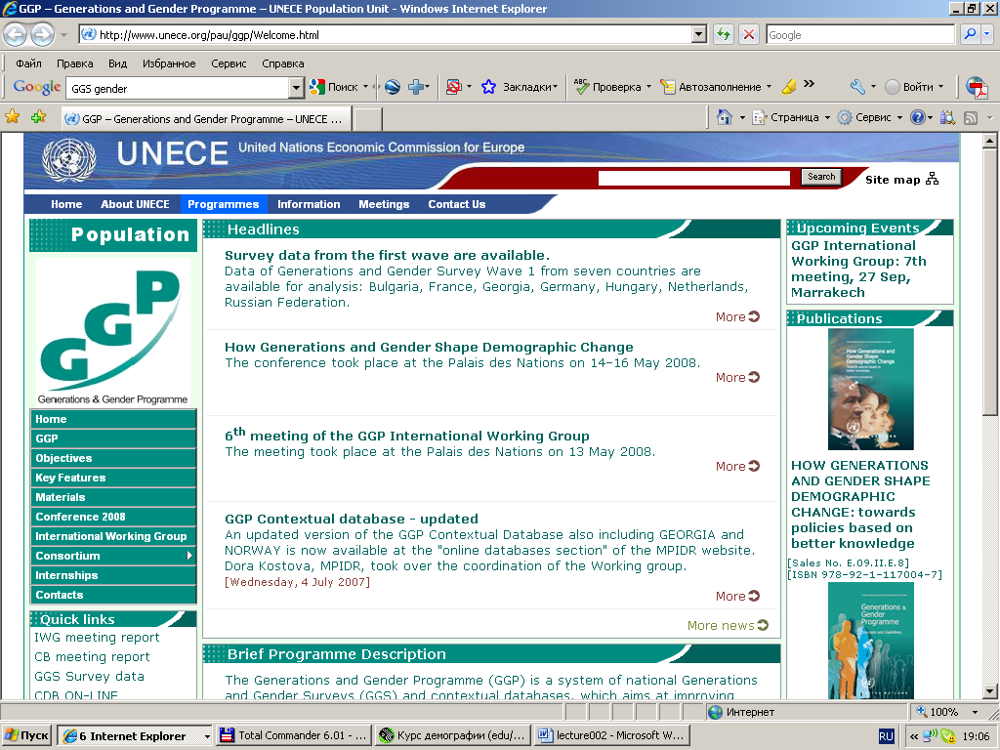 GGP – Generations and Gender Programme – UNECE Population Unit - Windows Internet Explorer
http://www.unece.org/pau/ggp/Welcome.html
Google
Файл Правка Вид Избранное Сервис Справка
Google GGS gender Поиск Закладки ABC Проверка Автозаполнение Войти
GGP – Generations and Gender Programme – UNECE ...
Страница Сервис
UNECE United Nations Economic Commission for Europe
Search
Site map
Home About UNECE Programmes Information Meetings Contact Us
Population
GGP
Generations & Gender Programme
Home
GGP
Objectives
Key Features
Materials
Conference 2008
International Working Group
Consortium
Internships
Contacts
Quick links
IWG meeting report
CB meeting report
GGS Survey data
CDB ON-LINE
Headlines
Survey data from the first wave are available.
Data of Generations and Gender Survey Wave 1 from seven countries are
available for analysis: Bulgaria, France, Georgia, Germany, Hungary, Netherlands,
Russian Federation.
More
How Generations and Gender Shape Demographic Change
The conference took place at the Palais des Nations on 14–16 May 2008.
More
6th meeting of the GGP International Working Group
The meeting took place at the Palais des Nations on 13 May 2008.
More
GGP Contextual database - updated
An updated version of the GGP Contextual Database also including GEORGIA and
NORWAY is now available at the "online databases section" of the MPIDR website.
Dora Kostova, MPIDR, took over the coordination of the Working group.
[Wednesday, 4 July 2007]
More
More news
Brief Programme Description
The Generations and Gender Programme (GGP) is a system of national Generations
and Gender Surveys (GGS) and contextual databases, which aims at improving
Upcoming Events
GGP International
Working Group: 7th
meeting, 27 Sep,
Marrakech
Publications
How Generations and
Gender Shape
Demographic Change
HOW GENERATIONS
AND GENDER SHAPE
DEMOGRAPHIC
CHANGE: towards
policies based on
better knowledge
[Sales No. E.09.II.E.8]
[ISBN 978-92-1-117004-7]
Generations &
Gender
Programme
Concepts and Guidelines
Интернет 100%
Пуск 6 Internet Explorer Total Commander 6.01 - ... Курс демографии (edu/... lecture002 - Microsoft W... RU « 19:06